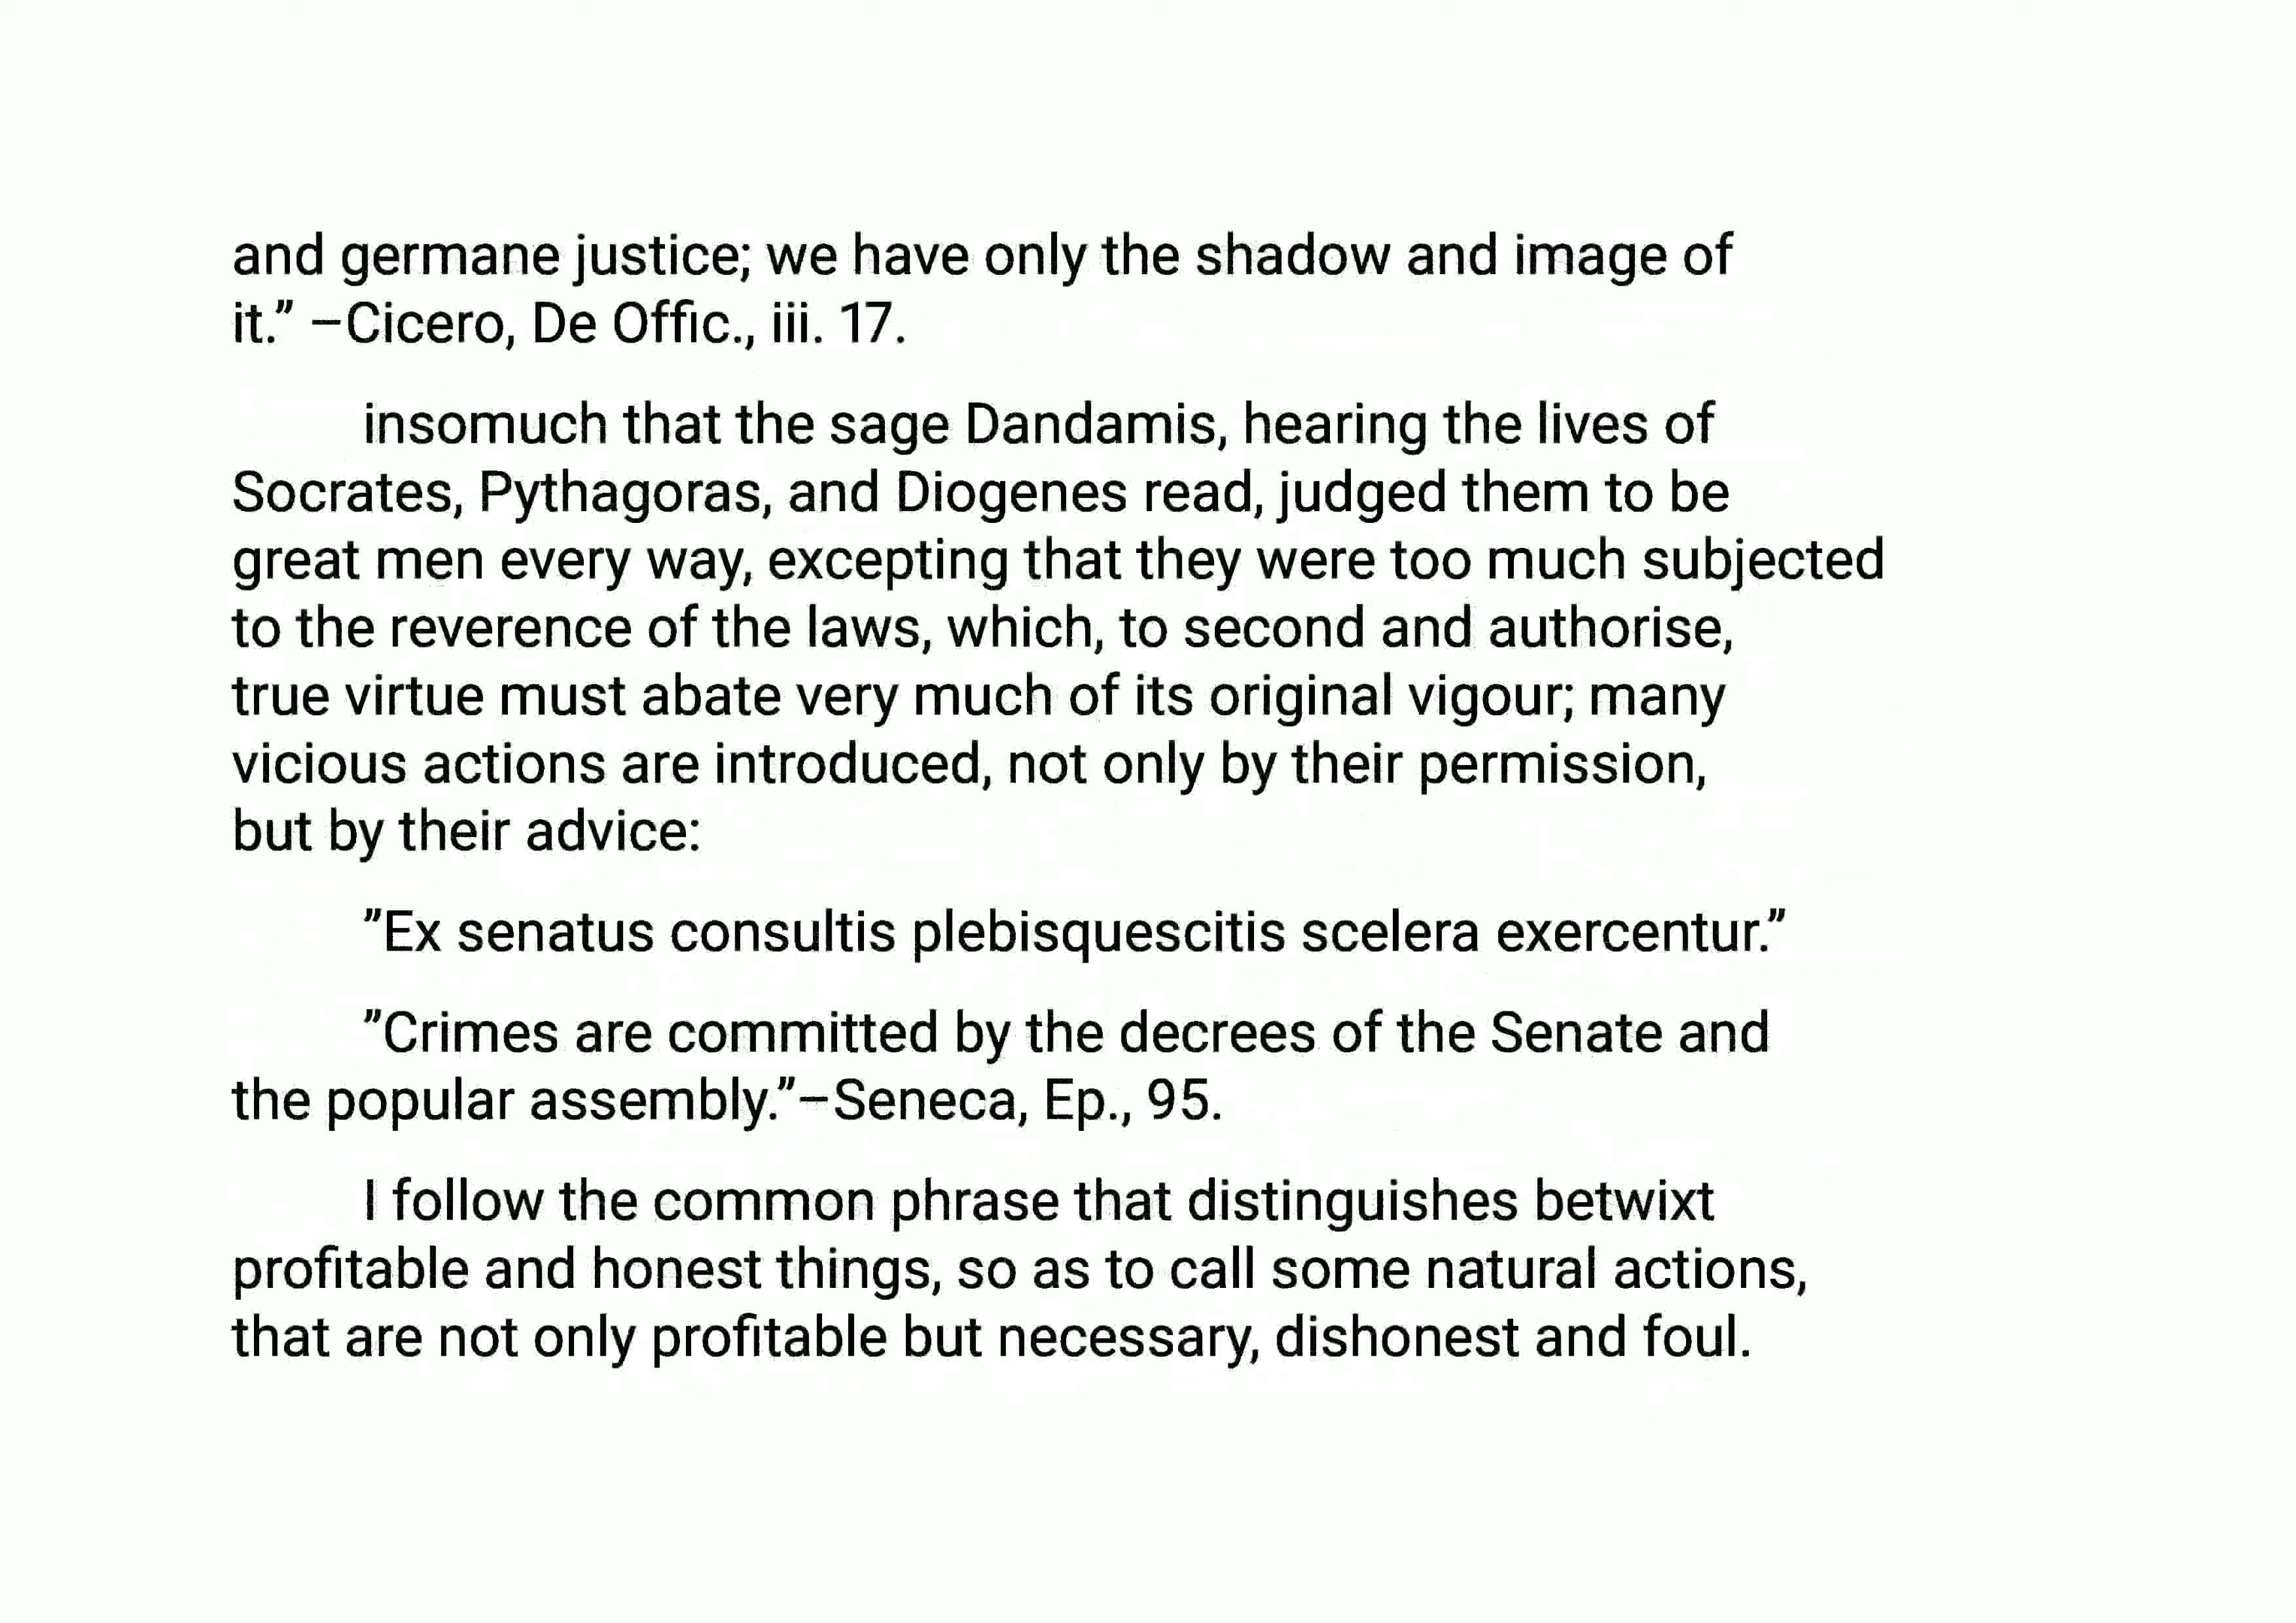 and germane justice; we have only the shadow and image of
it.” –Cicero, De Offic., iii. 17.
insomuch that the sage Dandamis, hearing the lives of
Socrates, Pythagoras, and Diogenes read, judged them to be
great men every way, excepting that they were too much subjected
to the reverence of the laws, which, to second and authorise,
true virtue must abate very much of its original vigour; many
vicious actions are introduced, not only by their permission,
but by their advice:
”Ex senatus consultis plebisquescitis scelera exercentur.”
”Crimes are committed by the decrees of the Senate and
the popular assembly.”–Seneca, Ep., 95.
I follow the common phrase that distinguishes betwixt
profitable and honest things, so as to call some natural actions,
that are not only profitable but necessary, dishonest and foul.